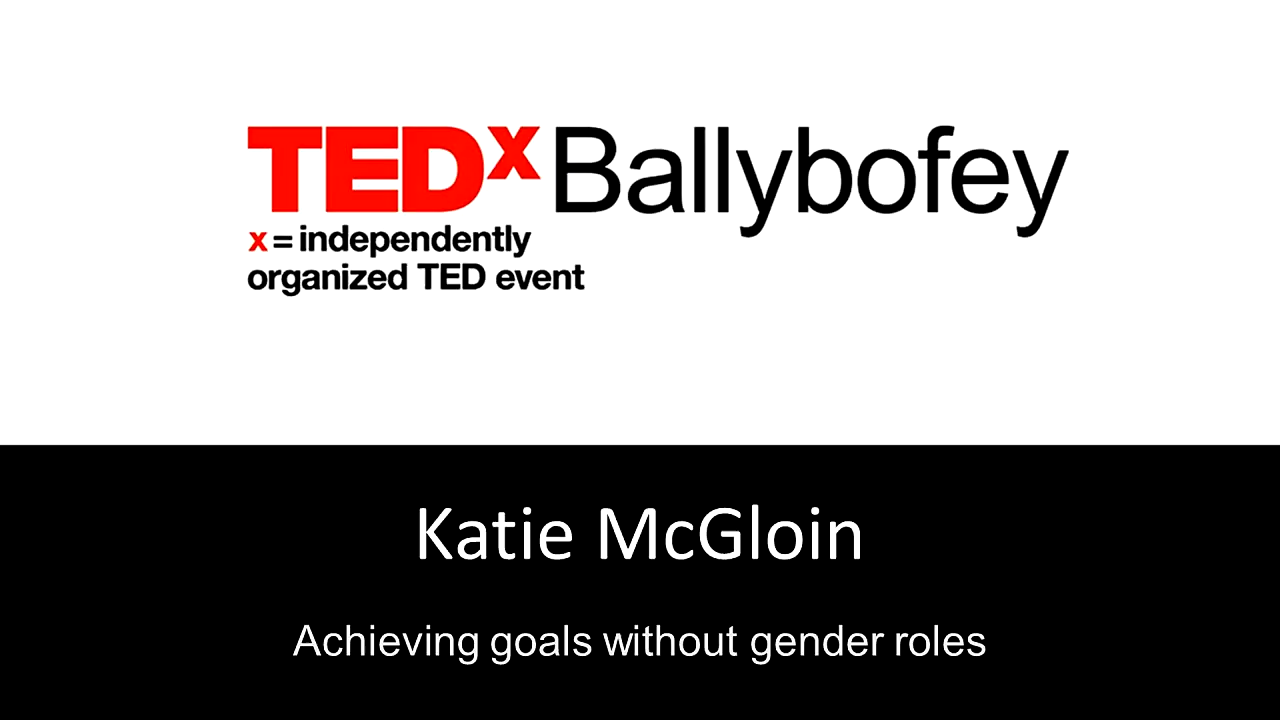 TEDx Ballybofey
x = independently
organized TED event
Katie McGloin
Achieving goals without gender roles